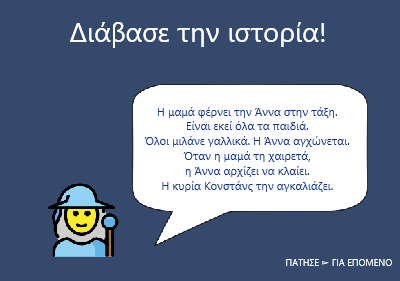 Διάβασε την ιστορία!
Η μαμά φέρνει την Άννα στην τάξη.
Είναι εκεί όλα τα παιδιά.
Όλοι μιλάνε γαλλικά. Η Άννα αγχώνεται.
Όταν η μαμά τη χαιρετά,
η Άννα αρχίζει να κλαίει.
Η κυρία Κονστάνς την αγκαλιάζει.
ΠΑΤΗΣΕ ➣ ΓΙΑ ΕΠΟΜΕΝΟ